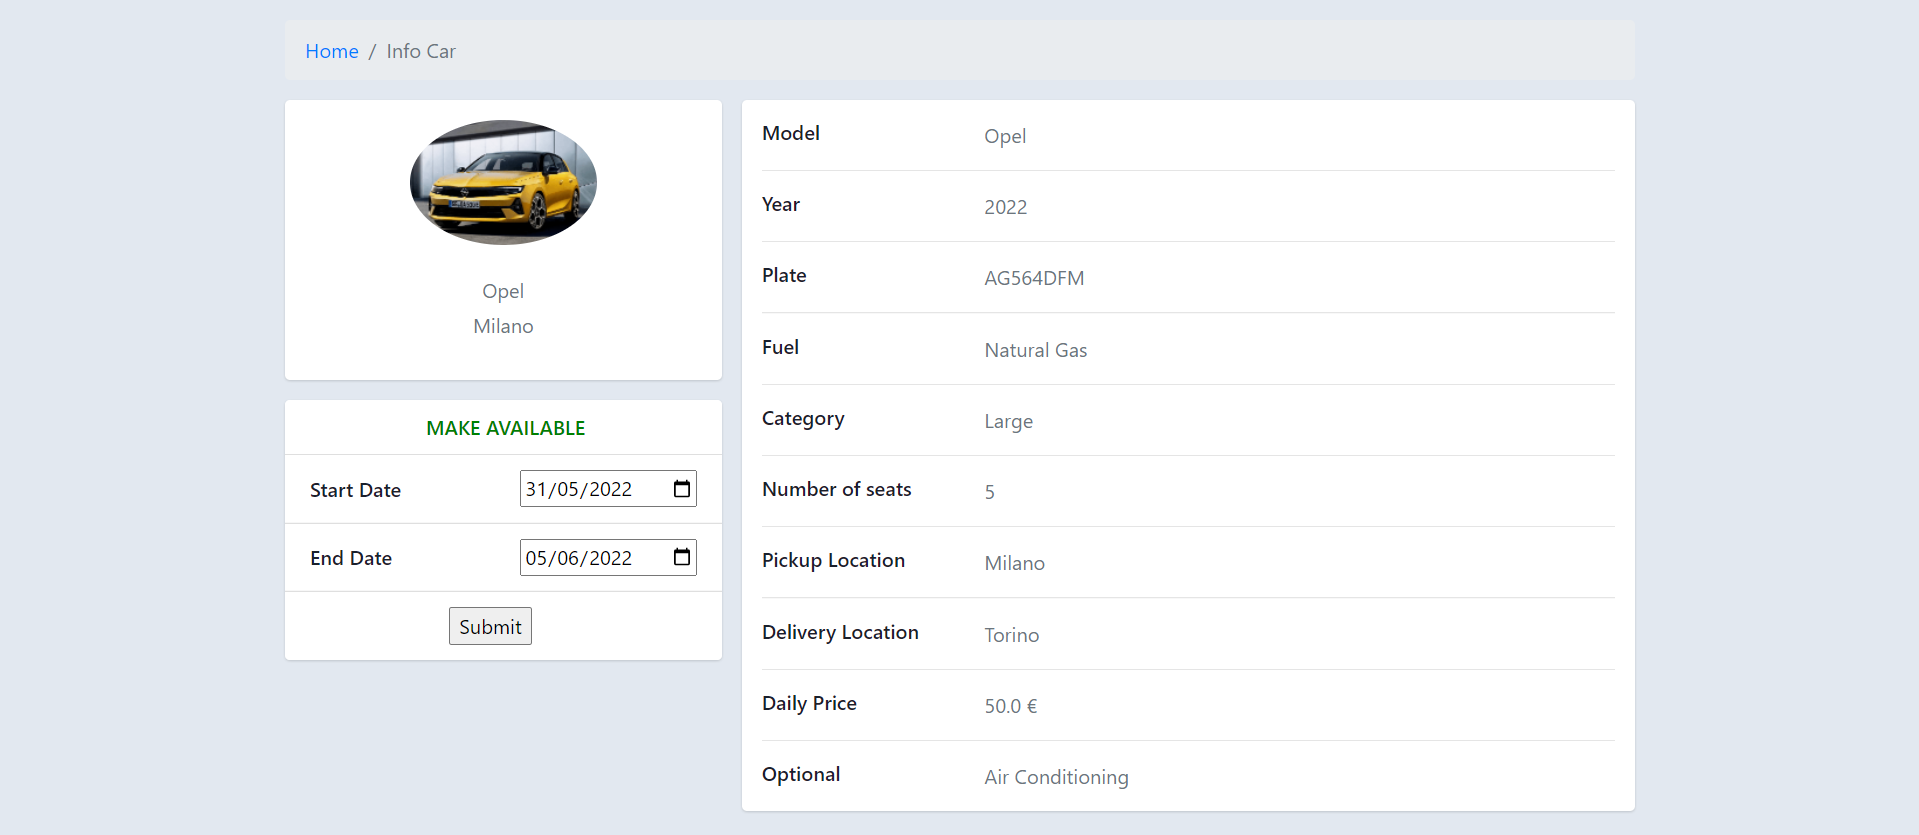 Home / Info Car
Opel
Milano
MAKE AVAILABLE
Start Date 31/05/2022
End Date 05/06/2022
Submit
Model Opel
Year 2022
Plate AG564DFM
Fuel Natural Gas
Category Large
Number of seats 5
Pickup Location Milano
Delivery Location Torino
Daily Price 50.0 €
Optional Air Conditioning